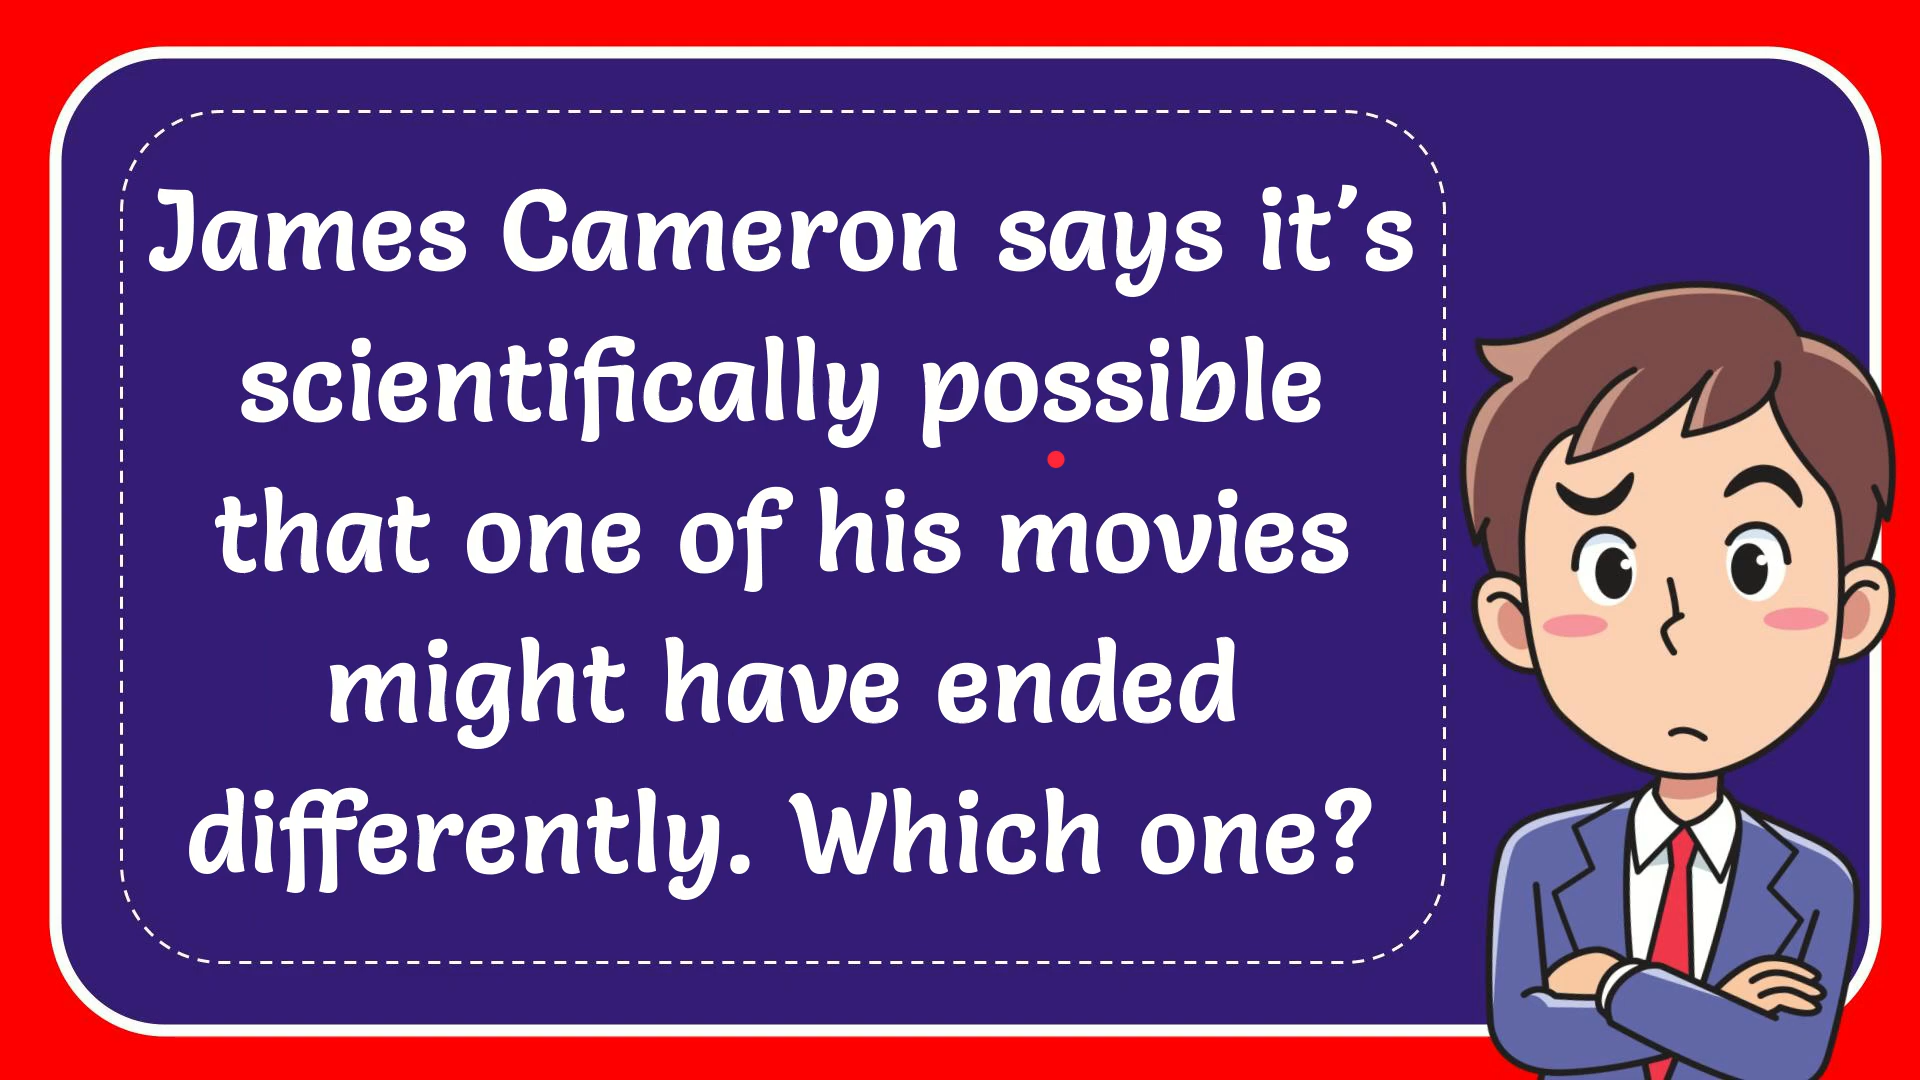 James Cameron says it's
scientifically possible
that one of his movies
might have ended
differently. Which one?